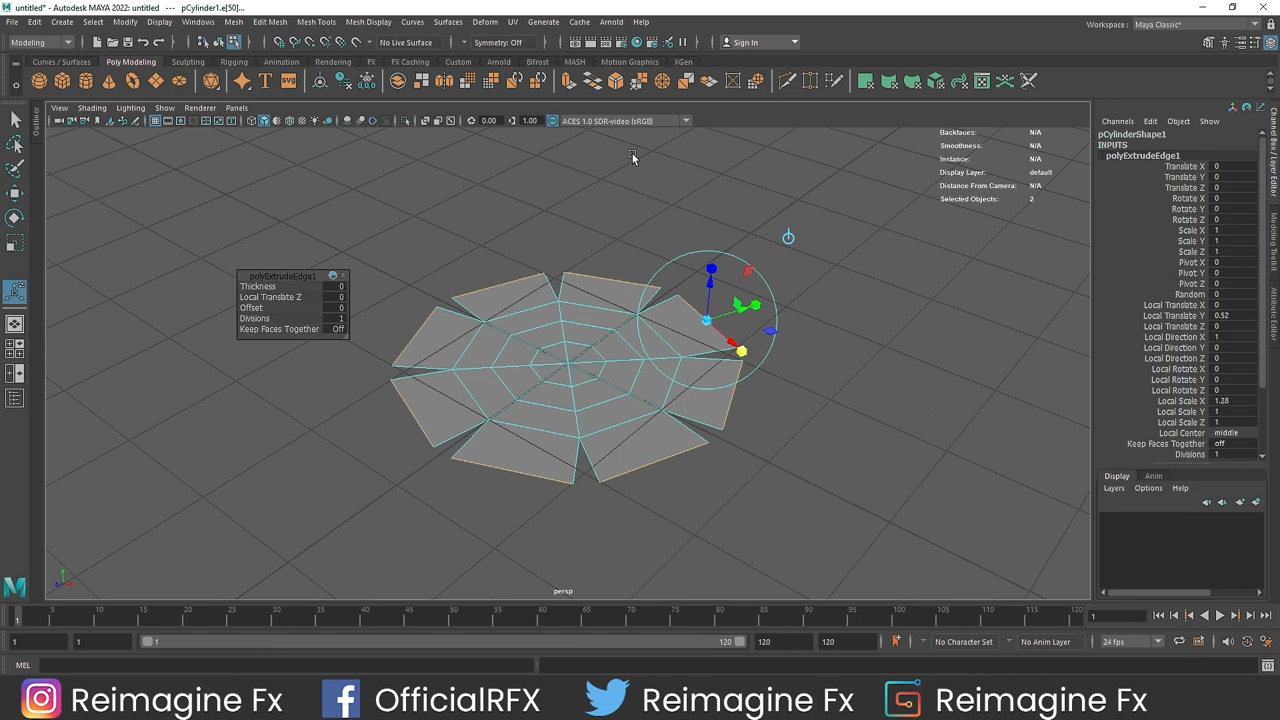 untitled* - Autodesk MAYA 2022: untitled --- pCylinder1.e[50]...
File Edit Create Select Modify Display Windows Mesh Edit Mesh Mesh Tools Mesh Display Curves Surfaces Deform UV Generate Cache Arnold Help
Workspace : Maya Classic*
Modeling No Live Surface Symmetry: Off Sign In
Curves / Surfaces Poly Modeling Sculpting Rigging Animation Rendering FX FX Caching Custom Arnold Bifrost MASH Motion Graphics XGen
SVG
Outliner
View Shading Lighting Show Renderer Panels
0.00 1.00 ACES 1.0 SDR-video (sRGB)
Backfaces: N/A
Smoothness: N/A
Instance: N/A
Display Layer: default
Distance From Camera: N/A
Selected Objects: 2
polyExtrudeEdge1
Thickness 0
Local Translate Z 0
Offset 0
Divisions 1
Keep Faces Together Off
persp
Channels Edit Object Show
pCylinderShape1
INPUTS
polyExtrudeEdge1
Translate X 0
Translate Y 0
Translate Z 0
Rotate X 0
Rotate Y 0
Rotate Z 0
Scale X 1
Scale Y 1
Scale Z 1
Pivot X 0
Pivot Y 0
Pivot Z 0
Random 0
Local Translate X 0
Local Translate Y 0.52
Local Translate Z 0
Local Direction X 1
Local Direction Y 0
Local Direction Z 0
Local Rotate X 0
Local Rotate Y 0
Local Rotate Z 0
Local Scale X 1.28
Local Scale Y 1
Local Scale Z 1
Local Center middle
Keep Faces Together off
Divisions 1
Channel Box / Layer Editor
Modeling Toolkit
Attribute Editor
Display Anim
Layers Options Help
5 10 15 20 25 30 35 40 45 50 55 60 65 70 75 80 85 90 95 100 105 110 115 120
1 1
1 1 1 120 120 120 No Character Set No Anim Layer 24 fps
MEL
Reimagine Fx OfficialRFX Reimagine Fx Reimagine Fx